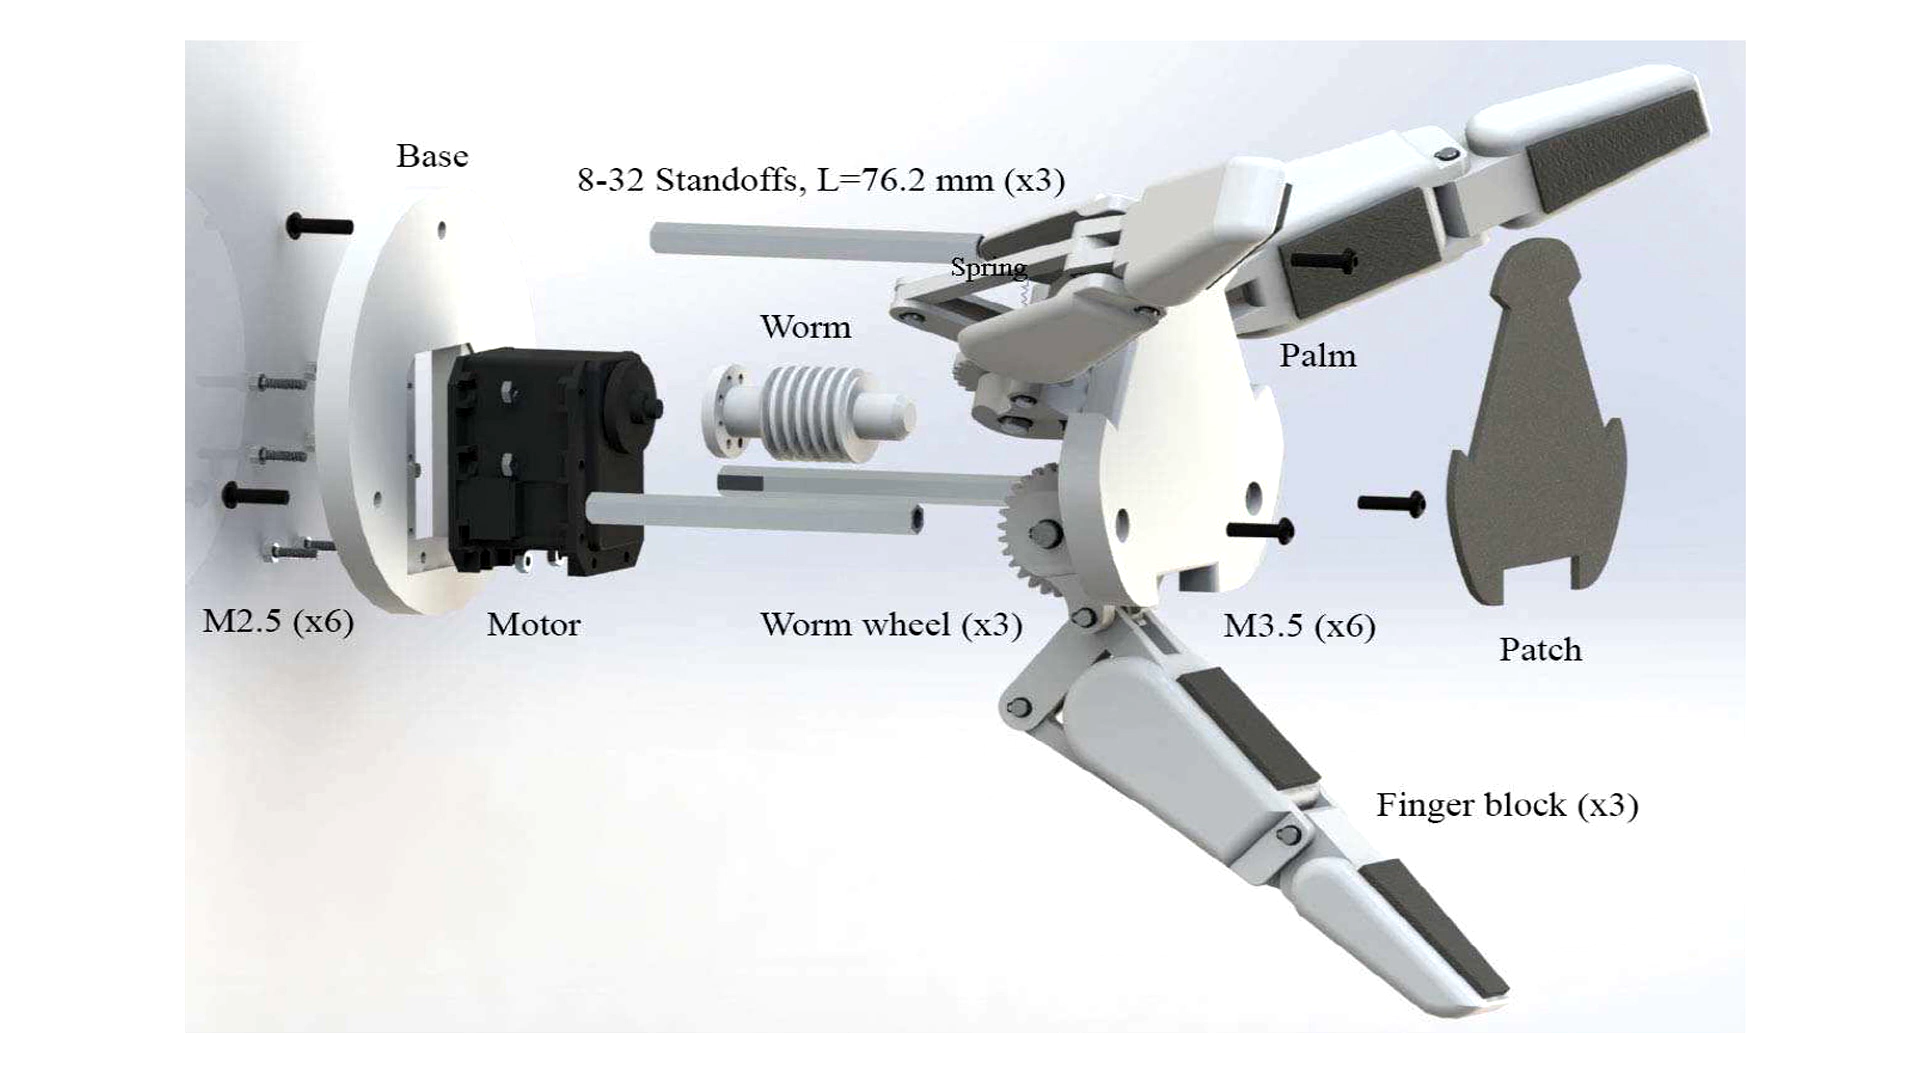 Base
8-32 Standoffs, L=76.2 mm (x3)
Spring
Worm
Palm
M2.5 (x6)
Motor
Worm wheel (x3)
M3.5 (x6)
Patch
Finger block (x3)